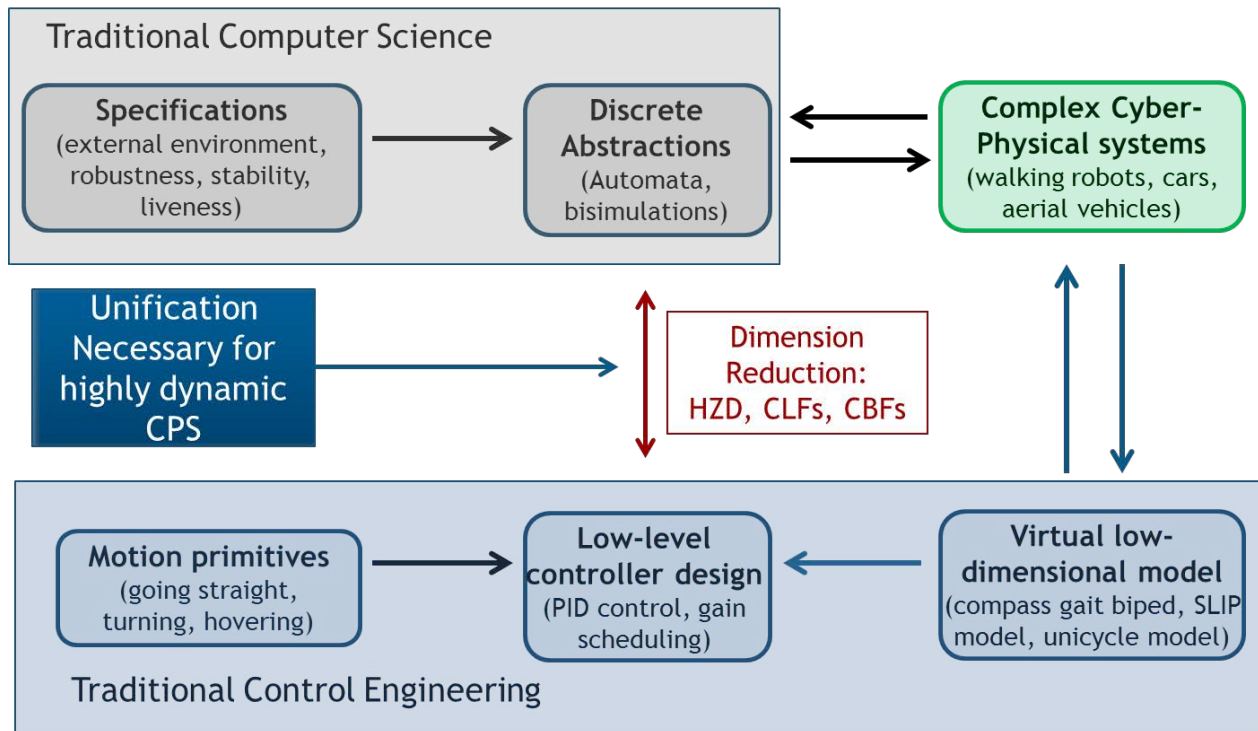 Traditional Computer Science
Specifications
(external environment,
robustness, stability,
liveness)
Discrete
Abstractions
(Automata,
bisimulations)
Complex Cyber-
Physical systems
(walking robots, cars,
aerial vehicles)
Unification
Necessary for
highly dynamic
CPS
Dimension
Reduction:
HZD, CLFs, CBFs
Motion primitives
(going straight,
turning, hovering)
Low-level
controller design
(PID control, gain
scheduling)
Virtual low-
dimensional model
(compass gait biped, SLIP
model, unicycle model)
Traditional Control Engineering